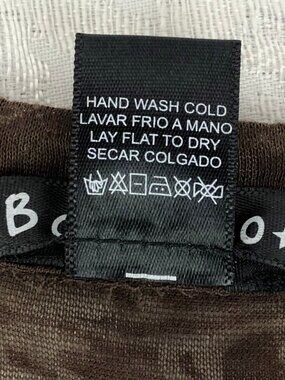 HAND WASH COLD
LAVAR FRIO A MANO
LAY FLAT TO DRY
SECAR COLGADO
B